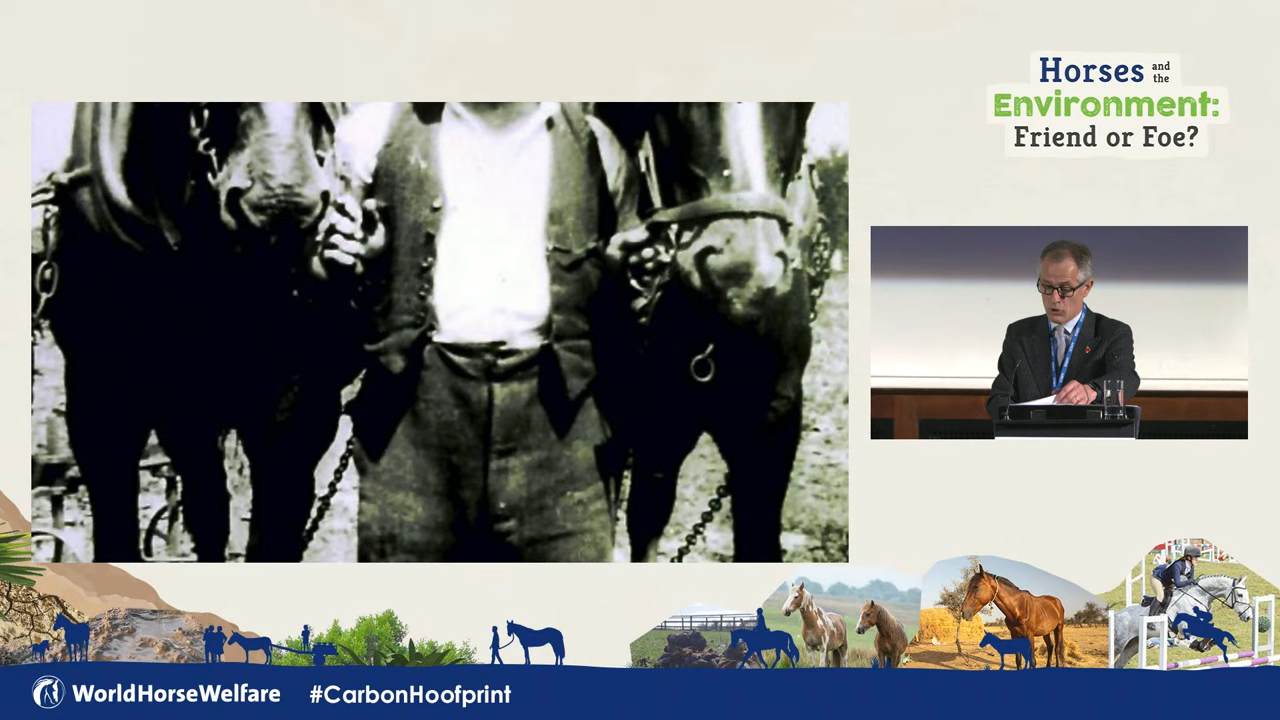 Horses and the
Environment:
Friend or Foe?
WorldHorseWelfare #CarbonHoofprint